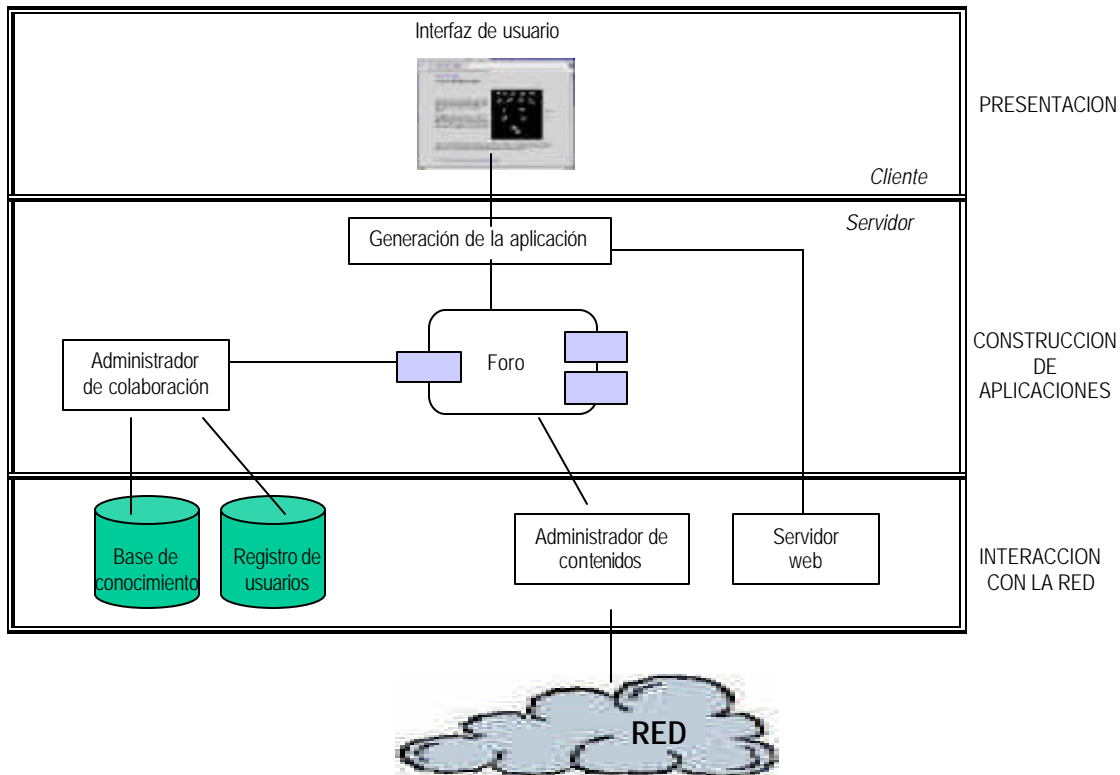 Interfaz de usuario
PRESENTACION
Cliente
Servidor
Generación de la aplicación
Foro
Administrador
de colaboración
CONSTRUCCION
DE
APLICACIONES
Base de
conocimiento
Registro de
usuarios
Administrador de
contenidos
Servidor
web
INTERACCION
CON LA RED
RED